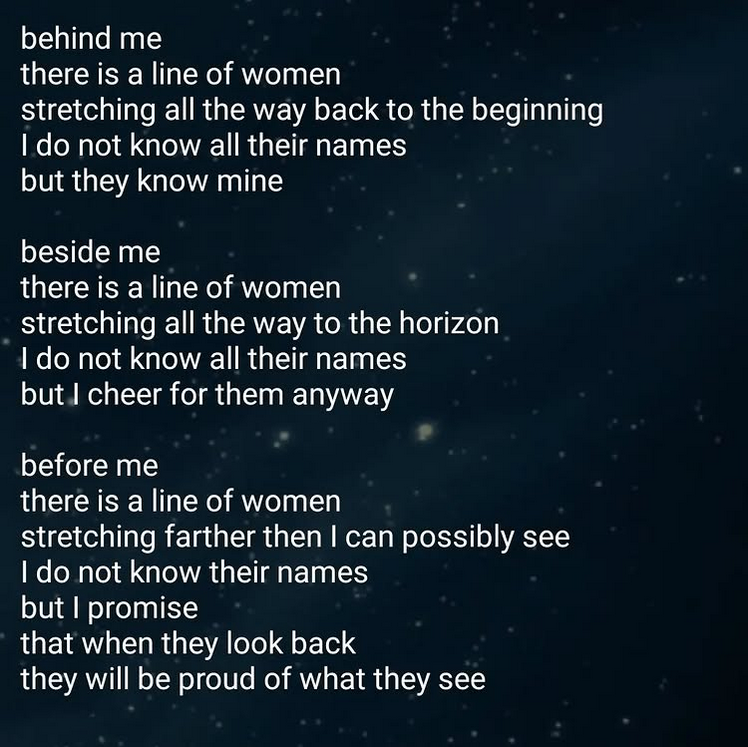 behind me
there is a line of women
stretching all the way back to the beginning
I do not know all their names
but they know mine

beside me
there is a line of women
stretching all the way to the horizon
I do not know all their names
but I cheer for them anyway

before me
there is a line of women
stretching farther then I can possibly see
I do not know their names
but I promise
that when they look back
they will be proud of what they see